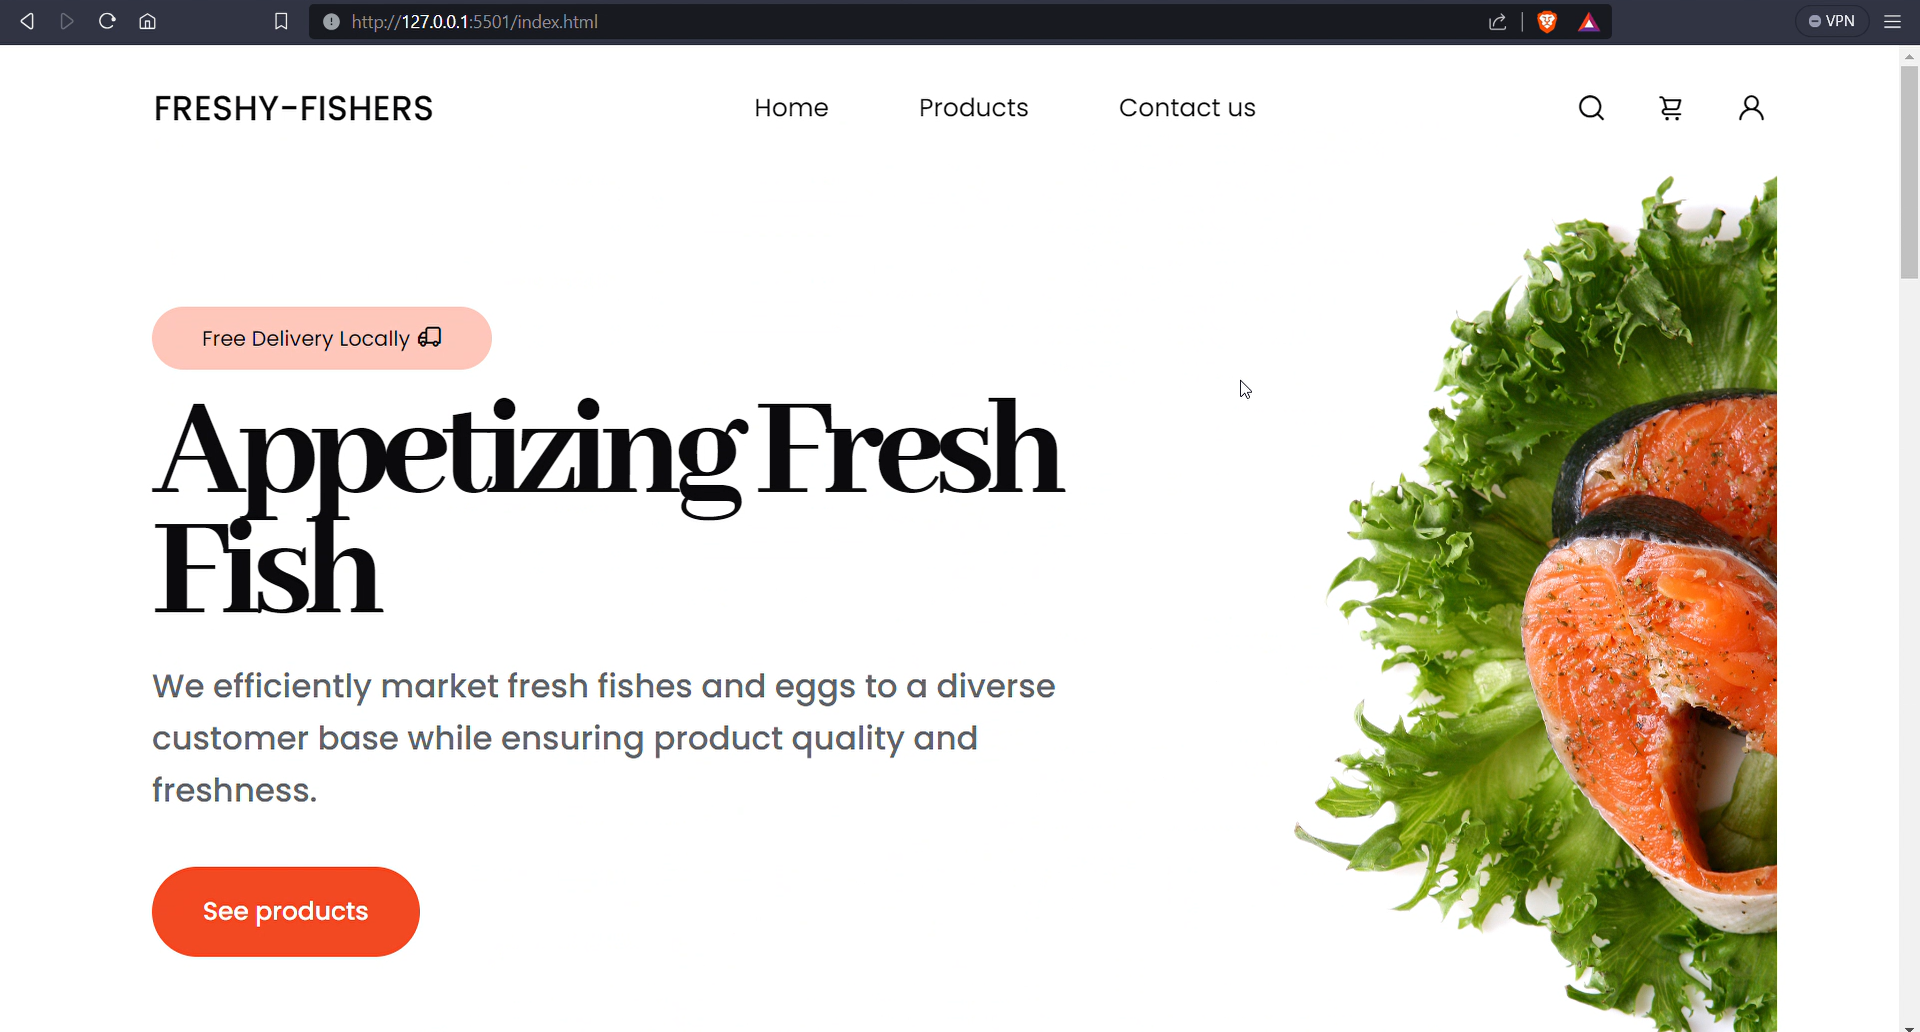 http://127.0.0.1:5501/index.html
VPN
FRESHY-FISHERS
Home
Products
Contact us
Free Delivery Locally
Appetizing Fresh
Fish
We efficiently market fresh fishes and eggs to a diverse
customer base while ensuring product quality and
freshness.
See products